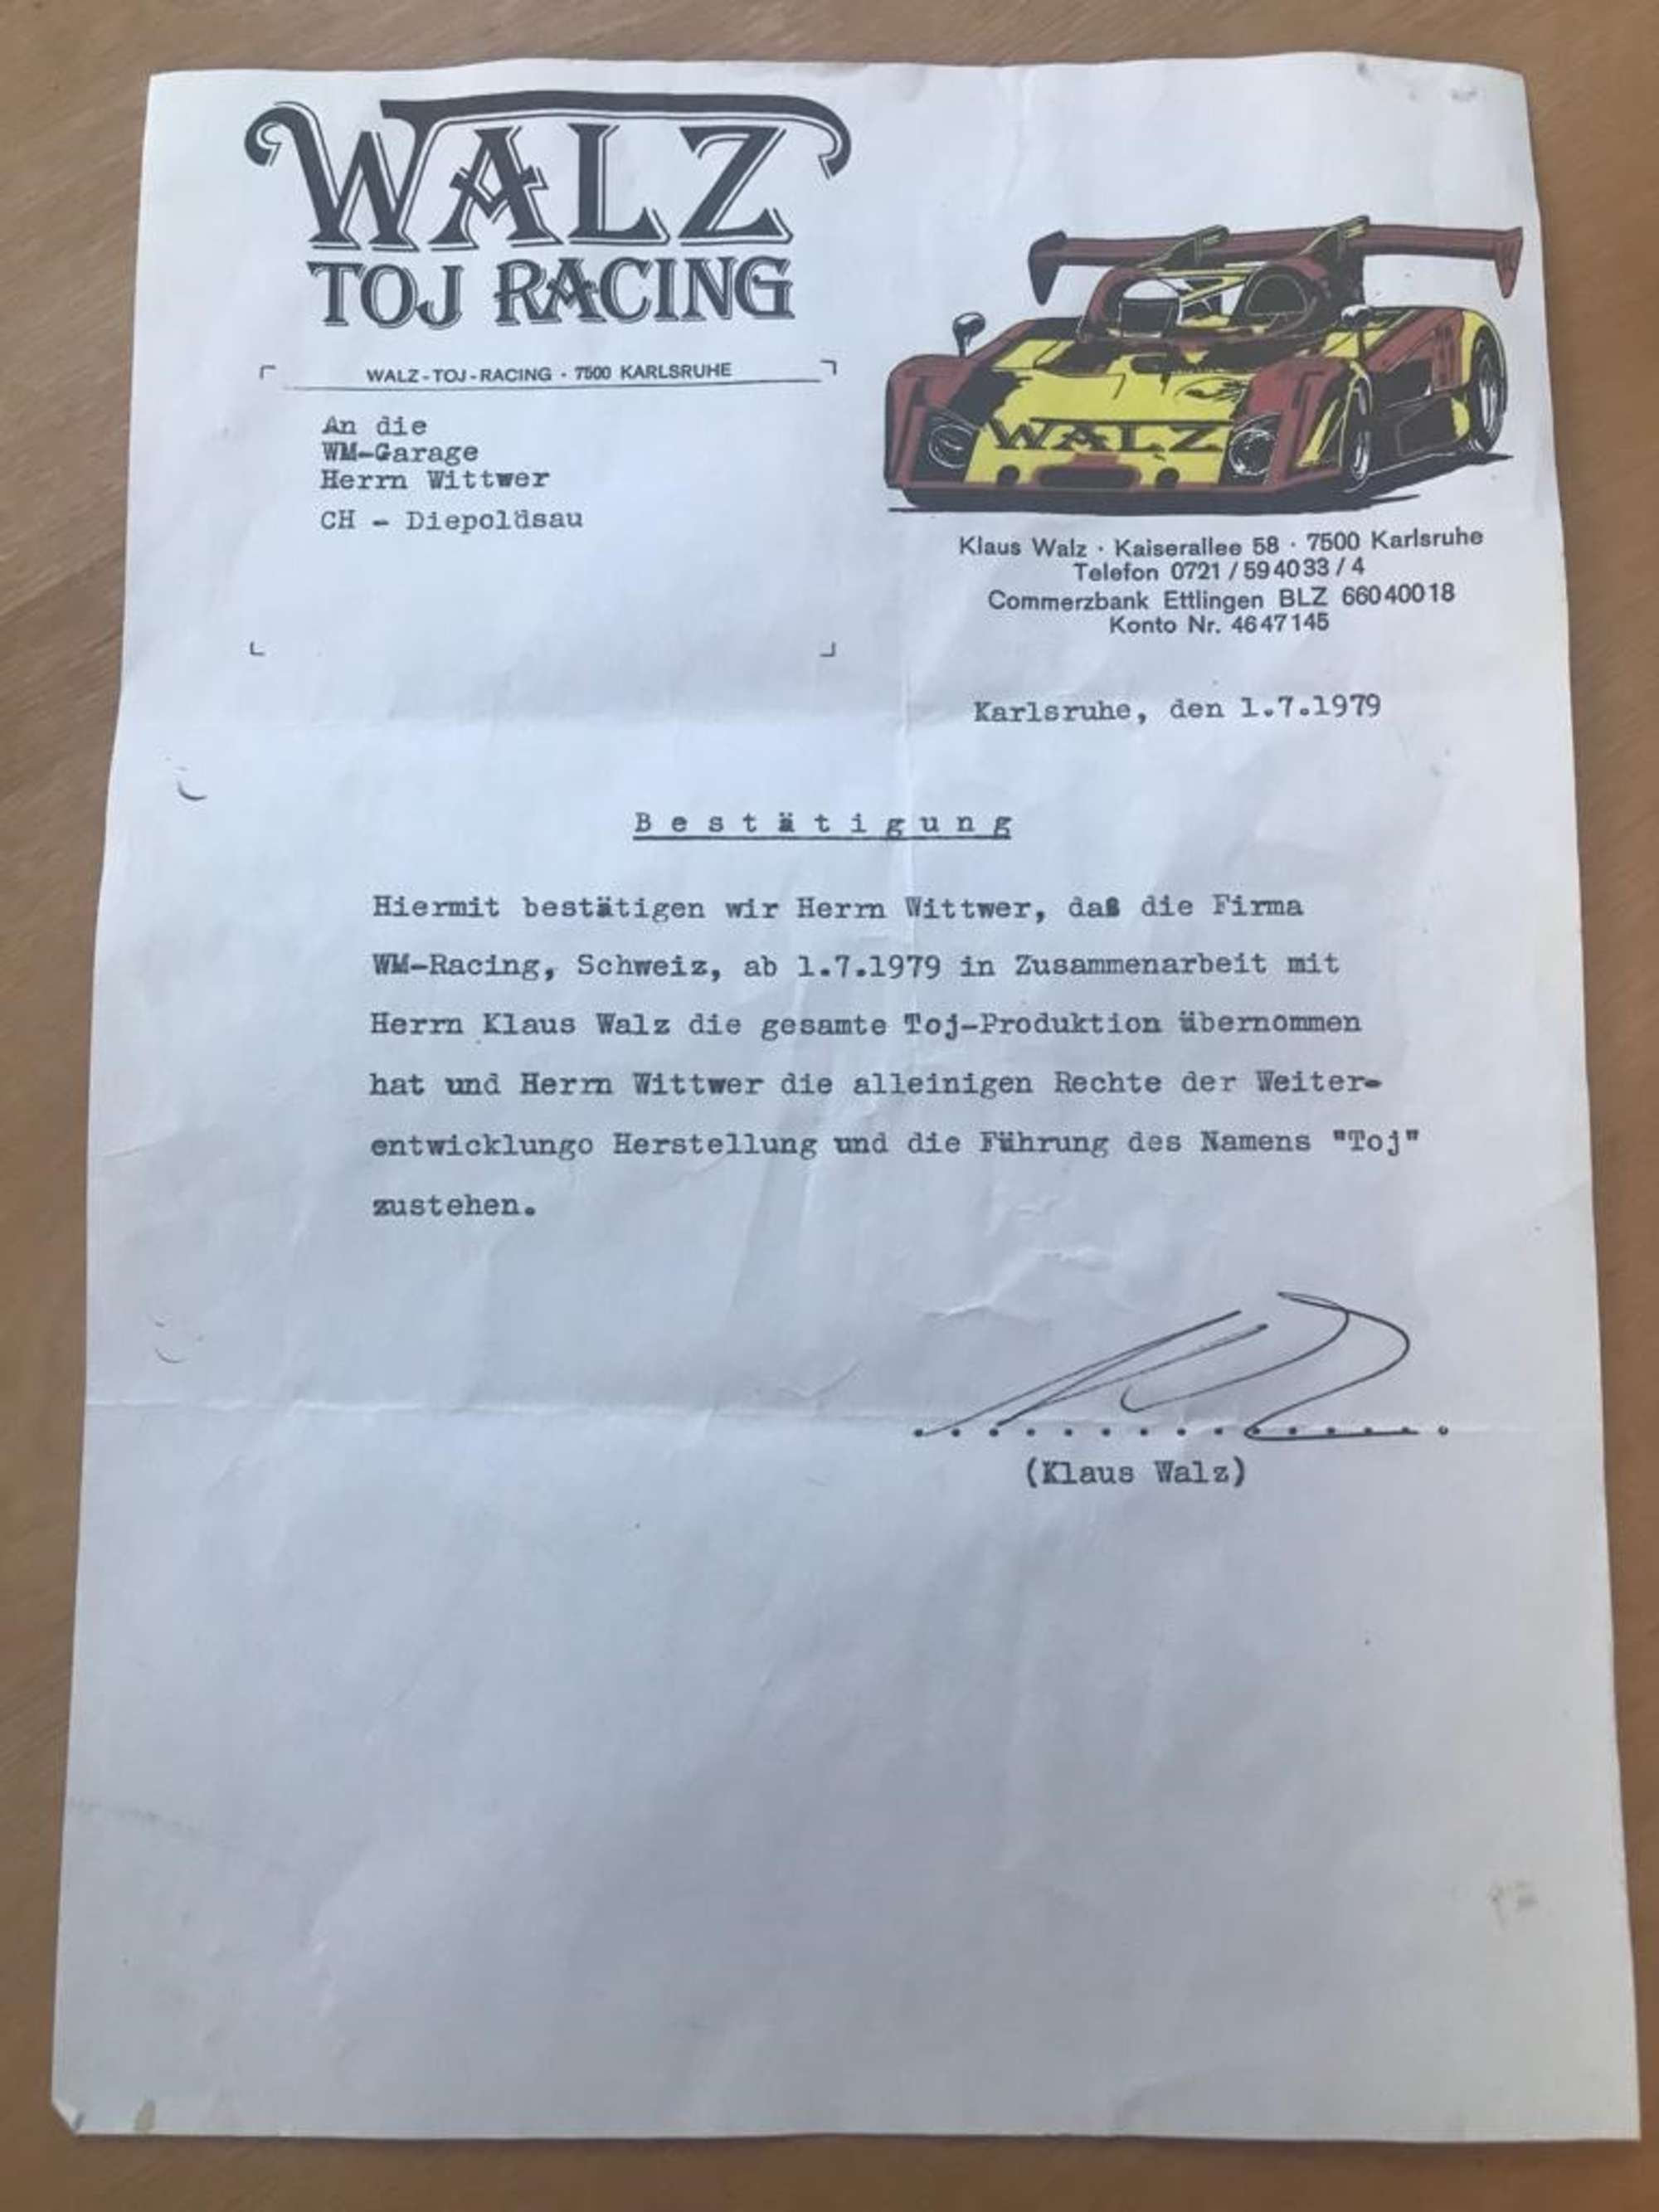 WALZ
TOJ RACING
WALZ-TOJ-RACING · 7500 KARLSRUHE
An die
WM-Garage
Herrn Wittwer
CH - Diepoldsau
WALZ
Klaus Walz · Kaiserallee 58 · 7500 Karlsruhe
Telefon 0721 / 59 40 33 / 4
Commerzbank Ettlingen BLZ 660 400 18
Konto Nr. 46 47 145
Karlsruhe, den 1.7.1979
B e s t ä t i g u n g
Hiermit bestätigen wir Herrn Wittwer, daß die Firma
WM-Racing, Schweiz, ab 1.7.1979 in Zusammenarbeit mit
Herrn Klaus Walz die gesamte Toj-Produktion übernommen
hat und Herrn Wittwer die alleinigen Rechte der Weiter-
entwicklungo Herstellung und die Führung des Namens "Toj"
zustehen.
(Klaus Walz)